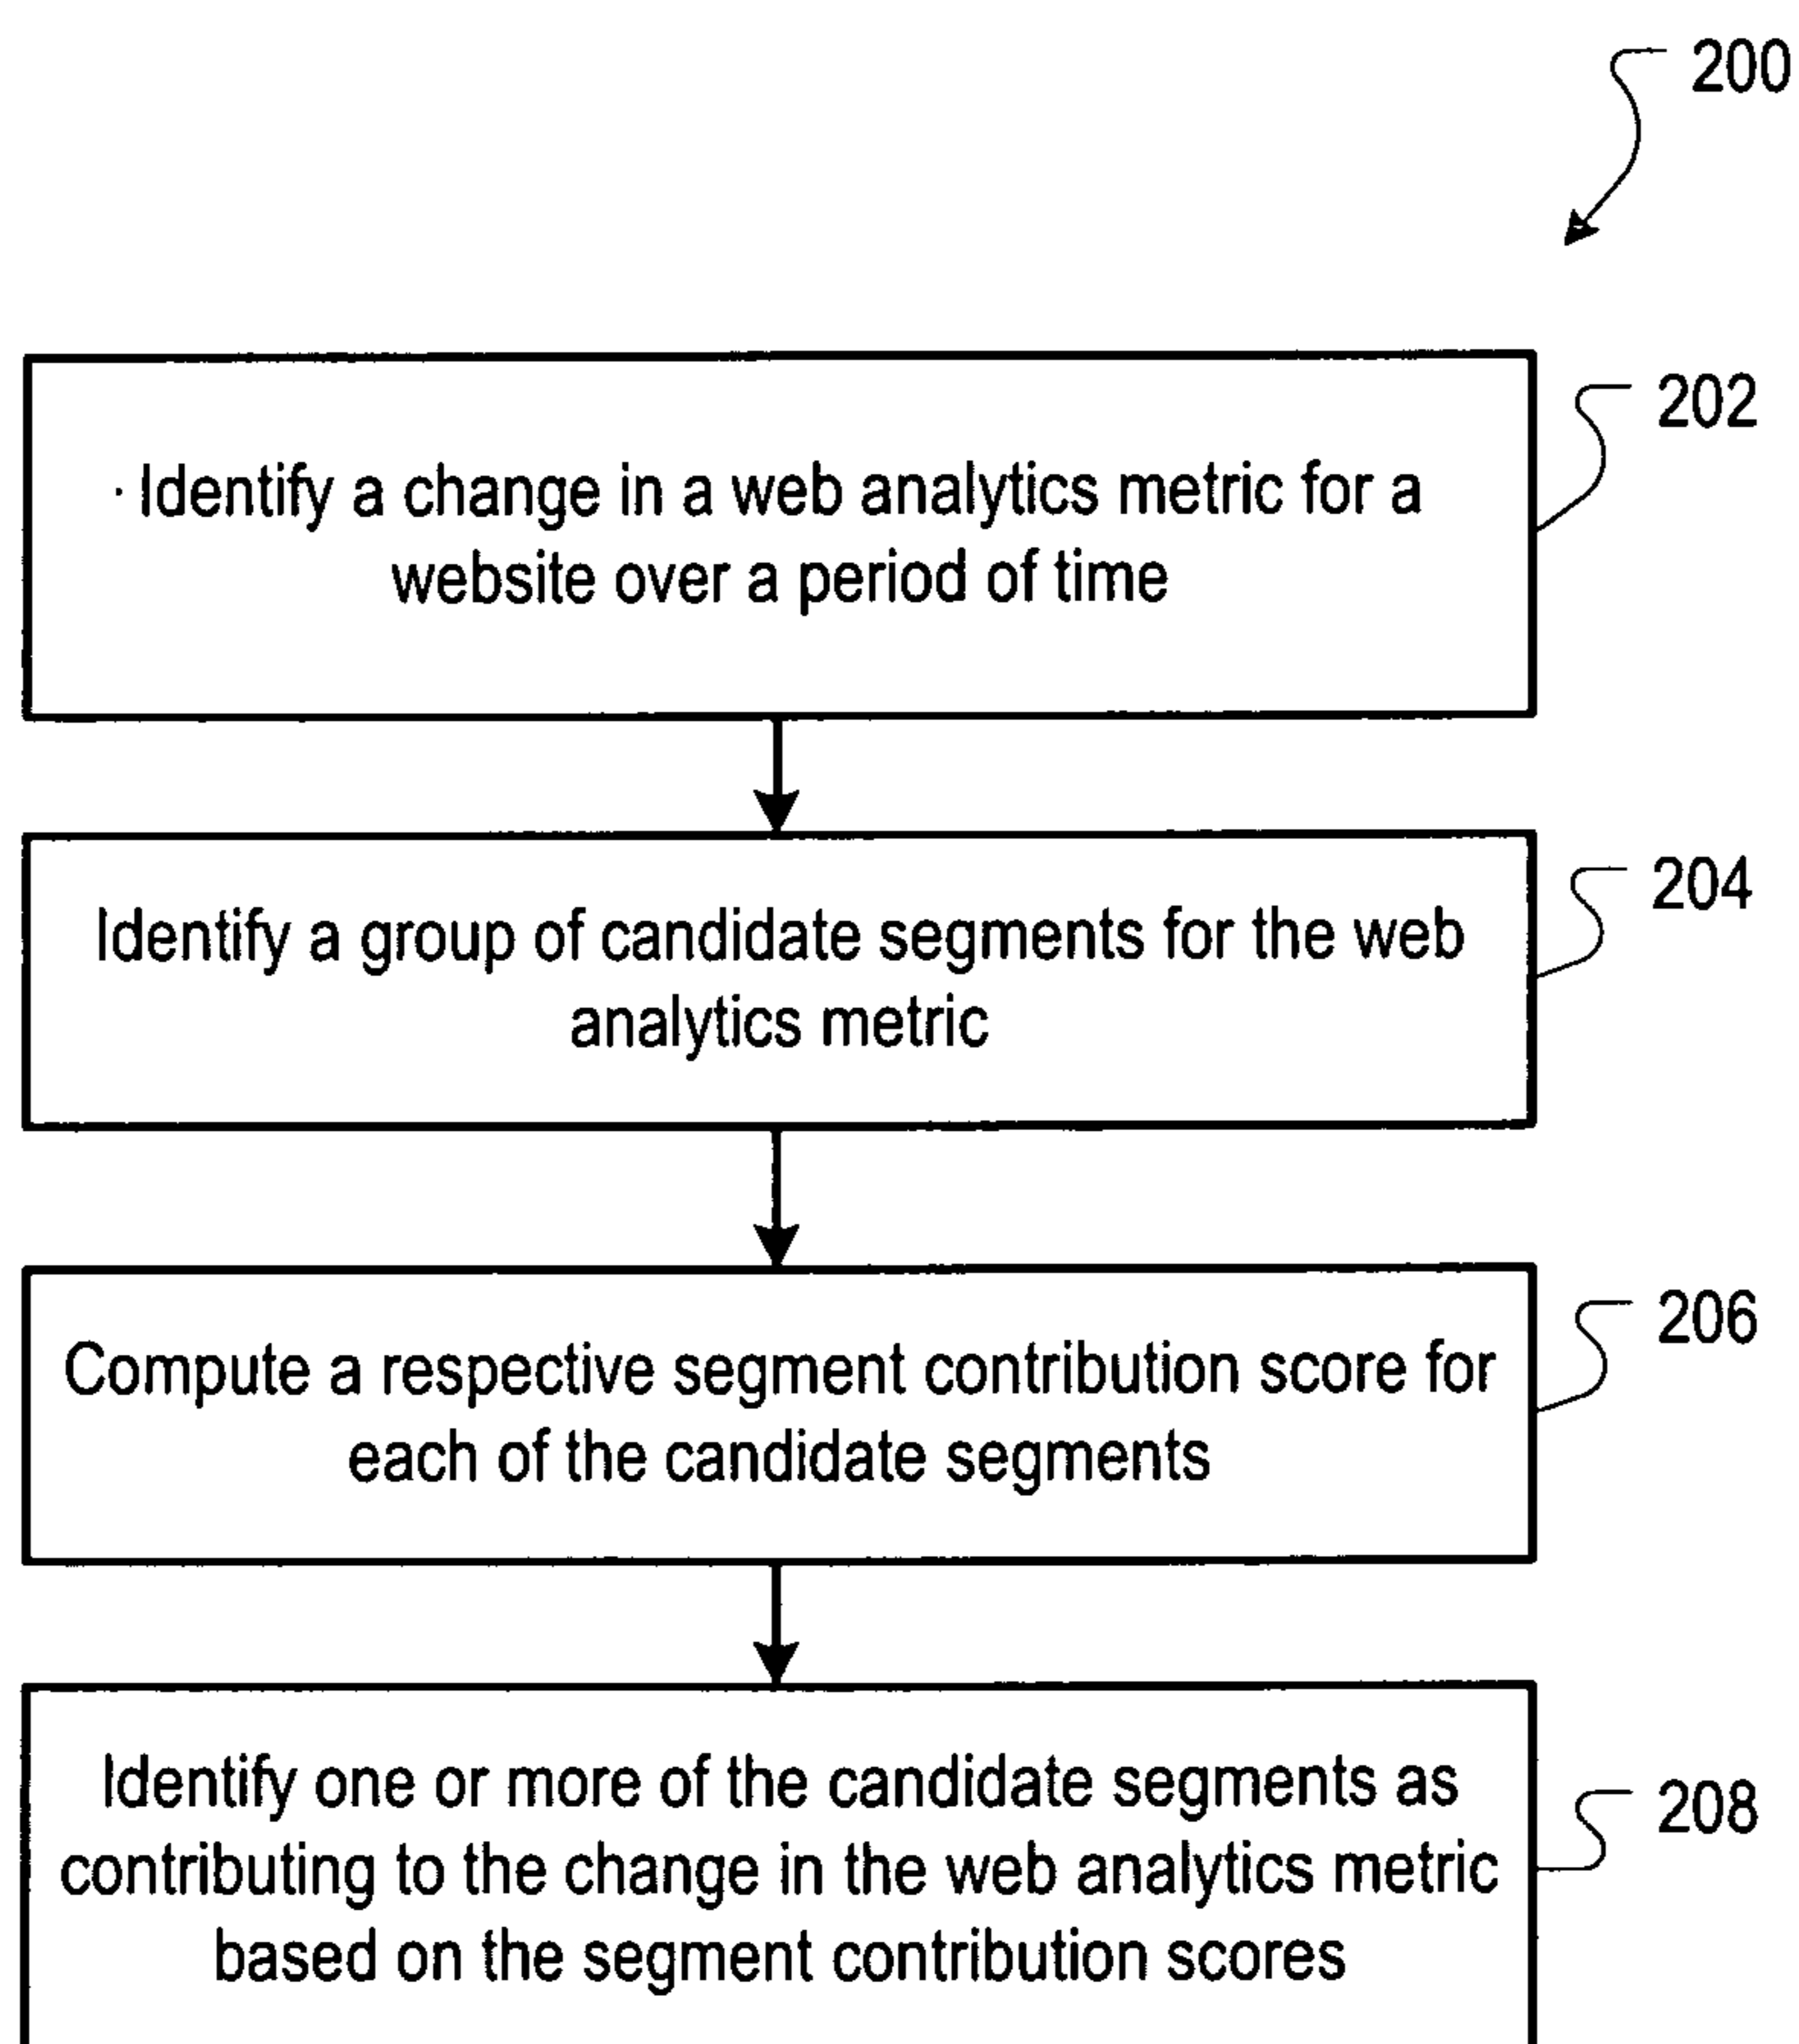 200
202
Identify a change in a web analytics metric for a
website over a period of time
204
Identify a group of candidate segments for the web
analytics metric
206
Compute a respective segment contribution score for
each of the candidate segments
208
Identify one or more of the candidate segments as
contributing to the change in the web analytics metric
based on the segment contribution scores